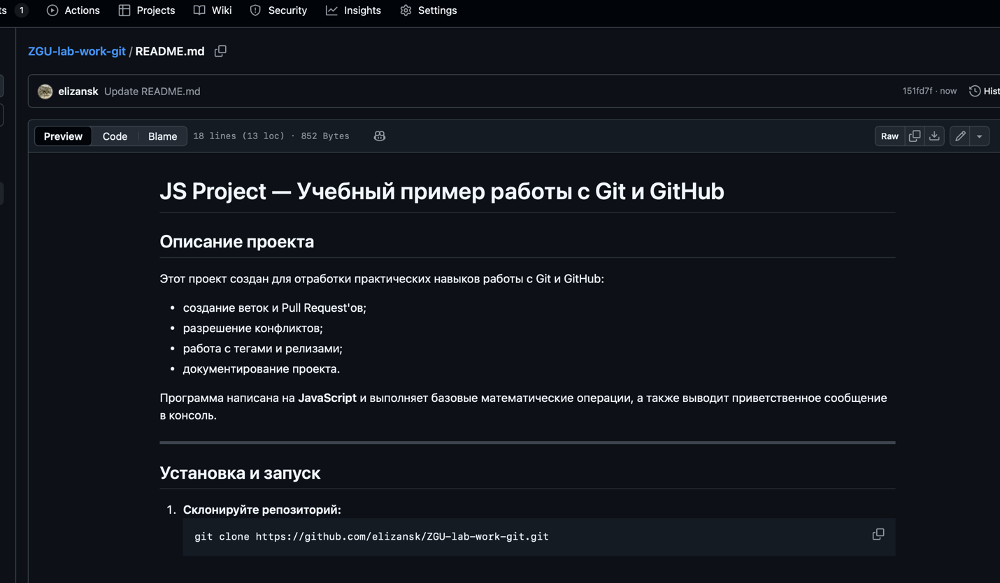 ts 1 Actions Projects Wiki Security Insights Settings
ZGU-lab-work-git / README.md
elizansk Update README.md 151fd7f · now Hist
Preview Code Blame 18 lines (13 loc) · 852 Bytes Raw
JS Project — Учебный пример работы с Git и GitHub
Описание проекта
Этот проект создан для отработки практических навыков работы с Git и GitHub:
• создание веток и Pull Request'ов;
• разрешение конфликтов;
• работа с тегами и релизами;
• документирование проекта.
Программа написана на JavaScript и выполняет базовые математические операции, а также выводит приветственное сообщение
в консоль.
Установка и запуск
1. Склонируйте репозиторий:
git clone https://github.com/elizansk/ZGU-lab-work-git.git